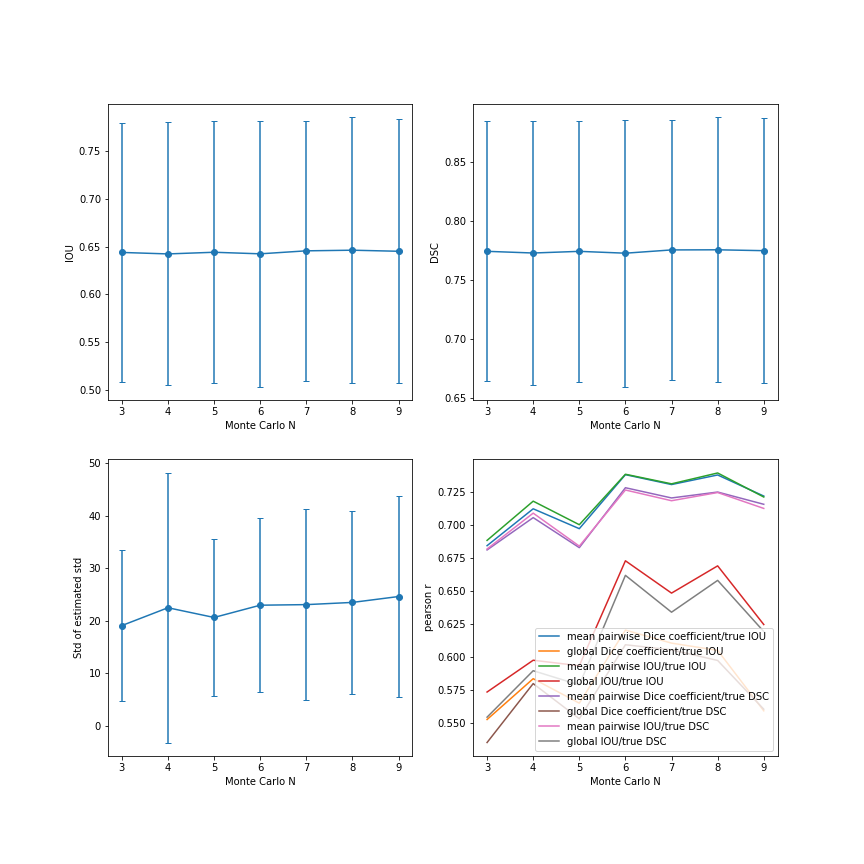 0.75
0.70
0.65
0.60
0.55
0.50
IOU
3 4 5 6 7 8 9
Monte Carlo N
0.85
0.80
0.75
0.70
0.65
DSC
3 4 5 6 7 8 9
Monte Carlo N
50
40
30
20
10
0
Std of estimated std
3 4 5 6 7 8 9
Monte Carlo N
0.725
0.700
0.675
0.650
0.625
0.600
0.575
0.550
pearson r
mean pairwise Dice coefficient/true IOU
global Dice coefficient/true IOU
mean pairwise IOU/true IOU
global IOU/true IOU
mean pairwise Dice coefficient/true DSC
global Dice coefficient/true DSC
mean pairwise IOU/true DSC
global IOU/true DSC
3 4 5 6 7 8 9
Monte Carlo N